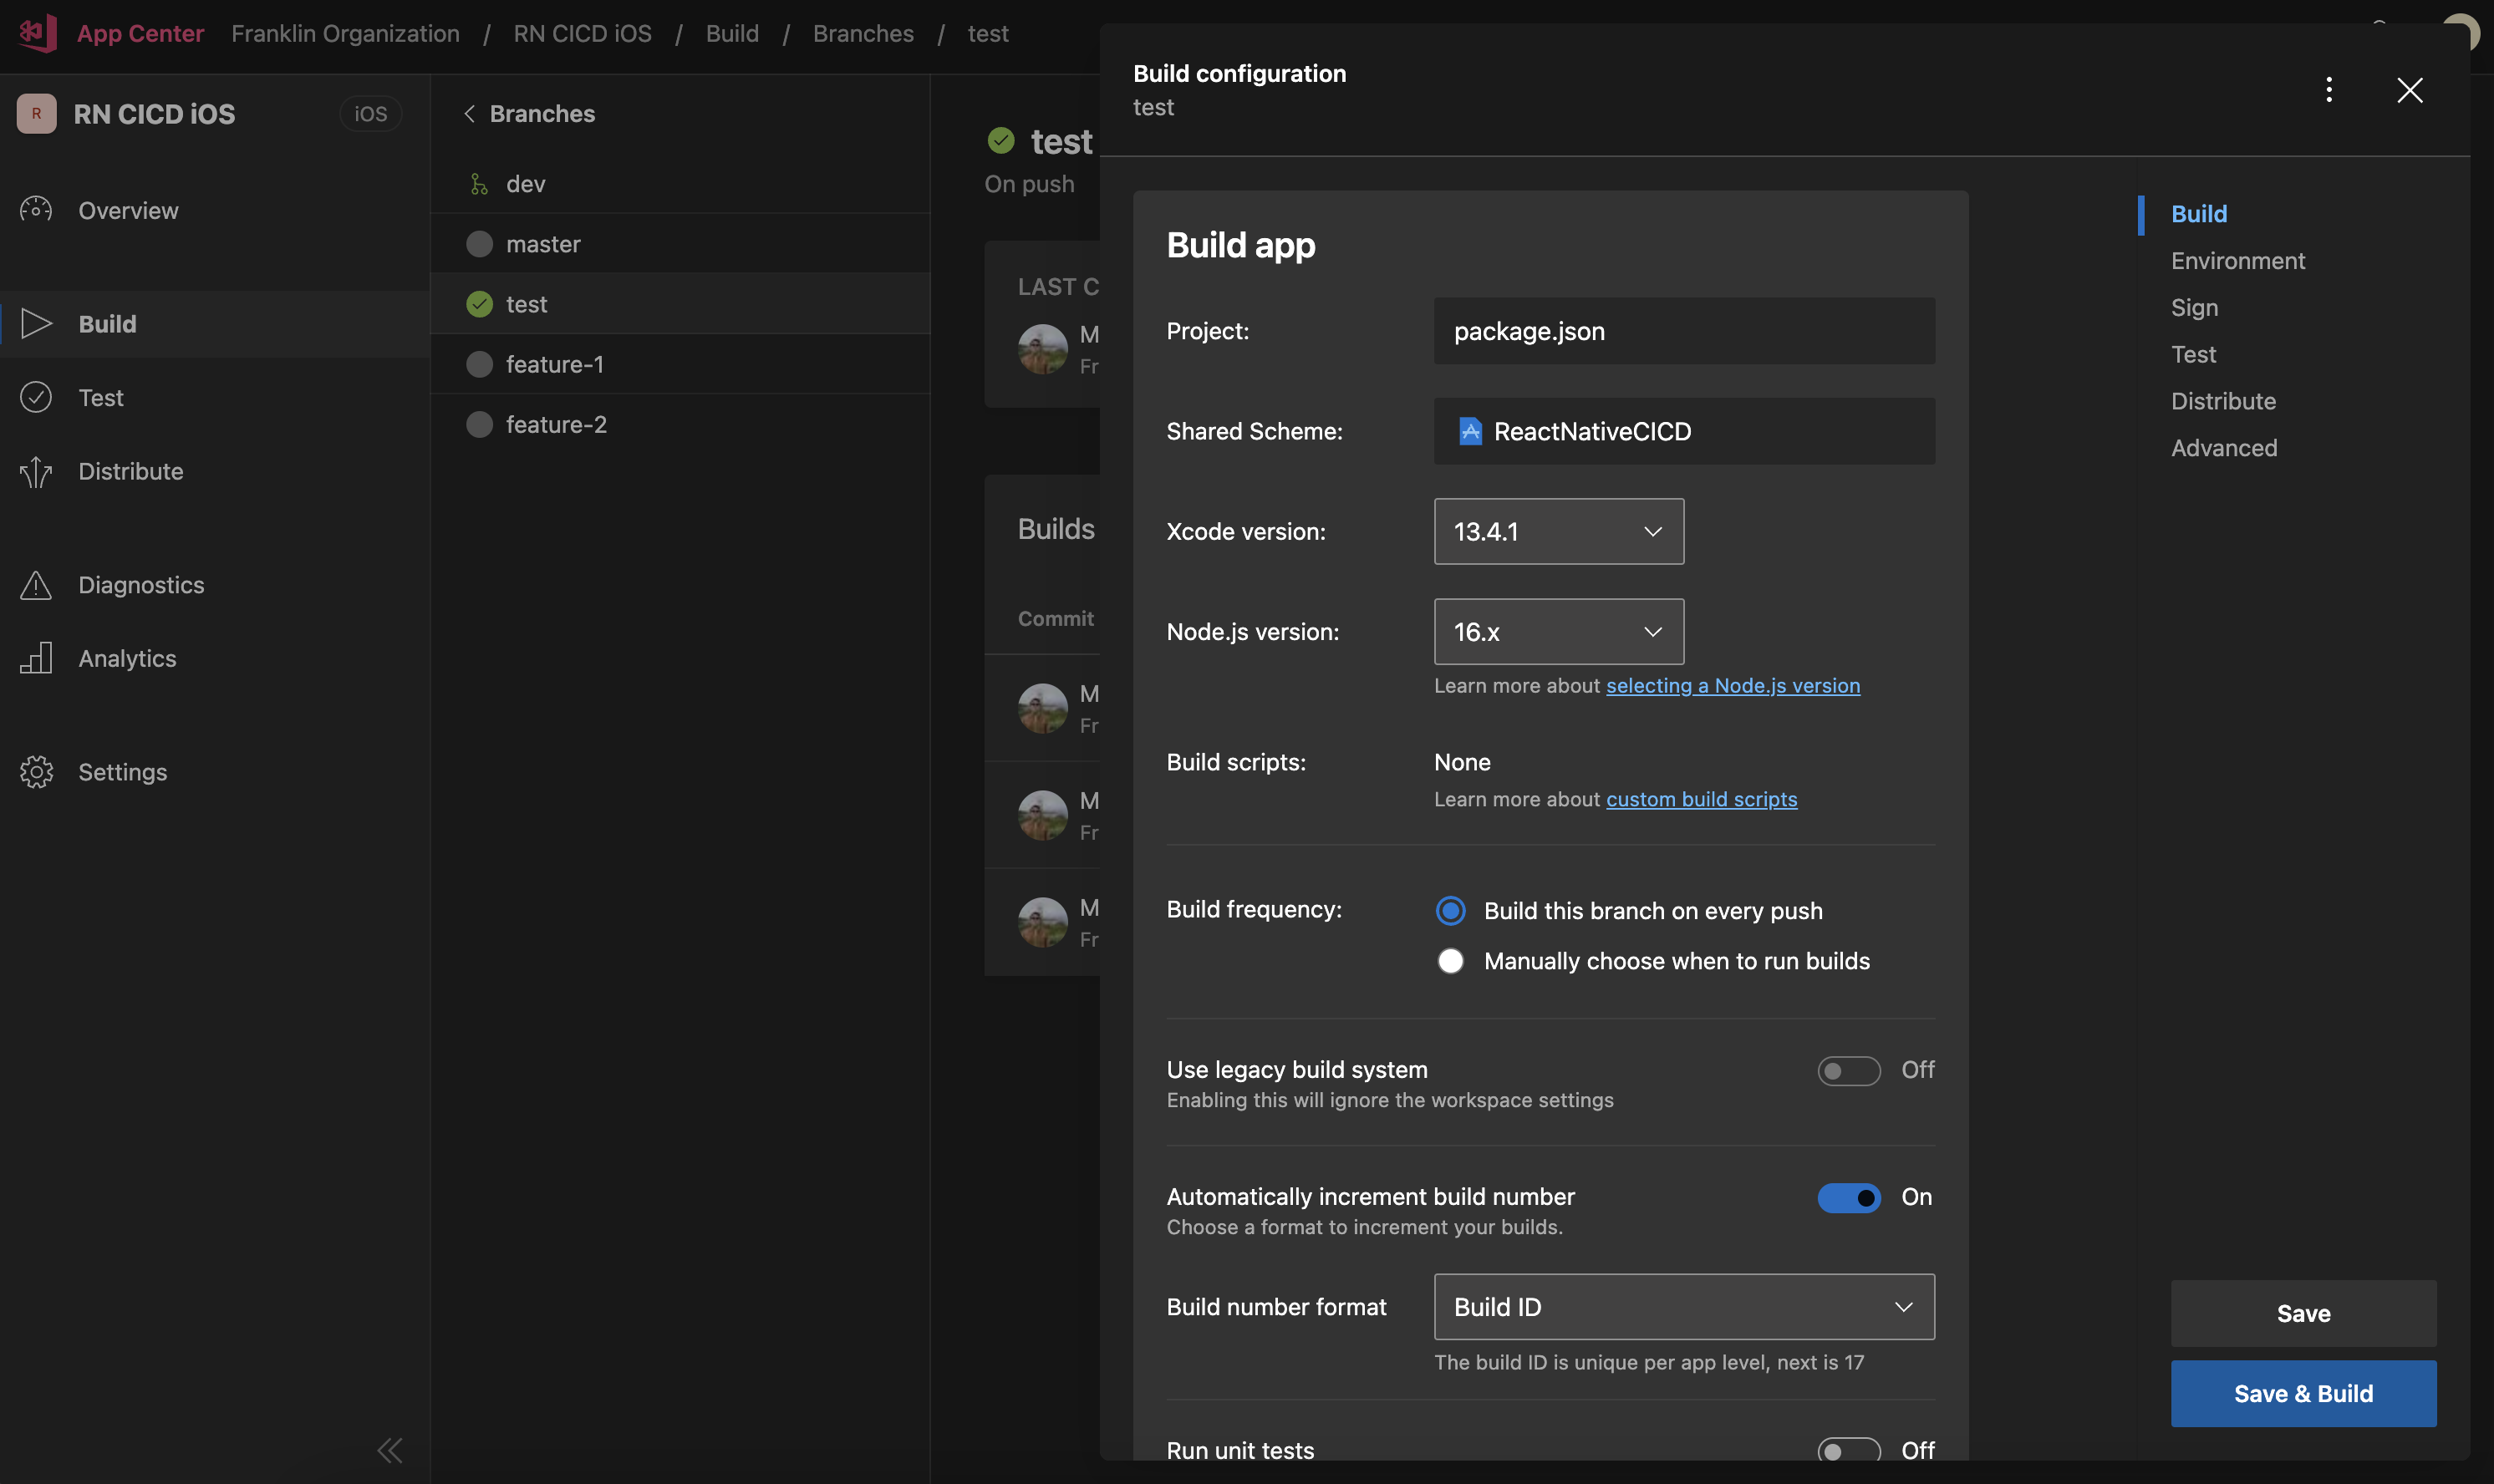 App Center
Franklin Organization / RN CICD iOS / Build / Branches / test
R
RN CICD iOS
iOS
Overview
Build
Test
Distribute
Diagnostics
Analytics
Settings
Branches
dev
master
test
feature-1
feature-2
test
On push
LAST C
M
Fr
Builds
Commit
M
Fr
M
Fr
M
Fr
Build configuration
test
Build app
Project:
package.json
Shared Scheme:
ReactNativeCICD
Xcode version:
13.4.1
Node.js version:
16.x
Learn more about selecting a Node.js version
Build scripts:
None
Learn more about custom build scripts
Build frequency:
Build this branch on every push
Manually choose when to run builds
Use legacy build system
Off
Enabling this will ignore the workspace settings
Automatically increment build number
On
Choose a format to increment your builds.
Build number format
Build ID
The build ID is unique per app level, next is 17
Run unit tests
Off
Build
Environment
Sign
Test
Distribute
Advanced
Save
Save & Build